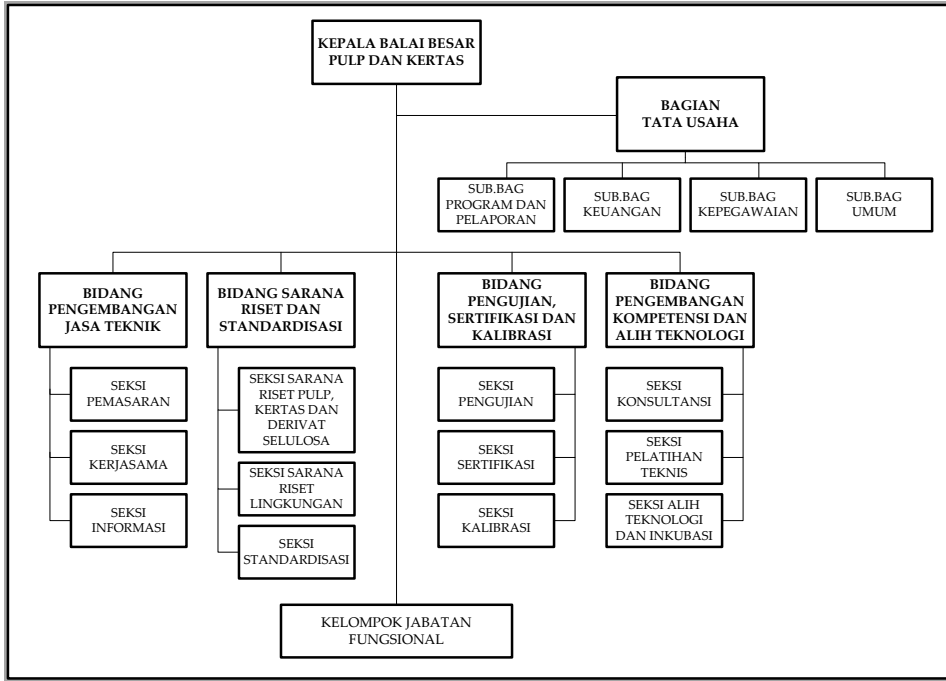 KEPALA BALAI BESAR
PULP DAN KERTAS
BAGIAN
TATA USAHA
SUB.BAG
PROGRAM DAN
PELAPORAN
SUB.BAG
KEUANGAN
SUB.BAG
KEPEGAWAIAN
SUB.BAG
UMUM
BIDANG
PENGEMBANGAN
JASA TEKNIK
BIDANG SARANA
RISET DAN
STANDARDISASI
BIDANG
PENGUJIAN,
SERTIFIKASI DAN
KALIBRASI
BIDANG
PENGEMBANGAN
KOMPETENSI DAN
ALIH TEKNOLOGI
SEKSI
PEMASARAN
SEKSI
KERJASAMA
SEKSI
INFORMASI
SEKSI SARANA
RISET PULP,
KERTAS DAN
DERIVAT
SELULOSA
SEKSI SARANA
RISET
LINGKUNGAN
SEKSI
STANDARDISASI
SEKSI
PENGUJIAN
SEKSI
SERTIFIKASI
SEKSI
KALIBRASI
SEKSI
KONSULTANSI
SEKSI
PELATIHAN
TEKNIS
SEKSI ALIH
TEKNOLOGI
DAN INKUBASI
KELOMPOK JABATAN
FUNGSIONAL